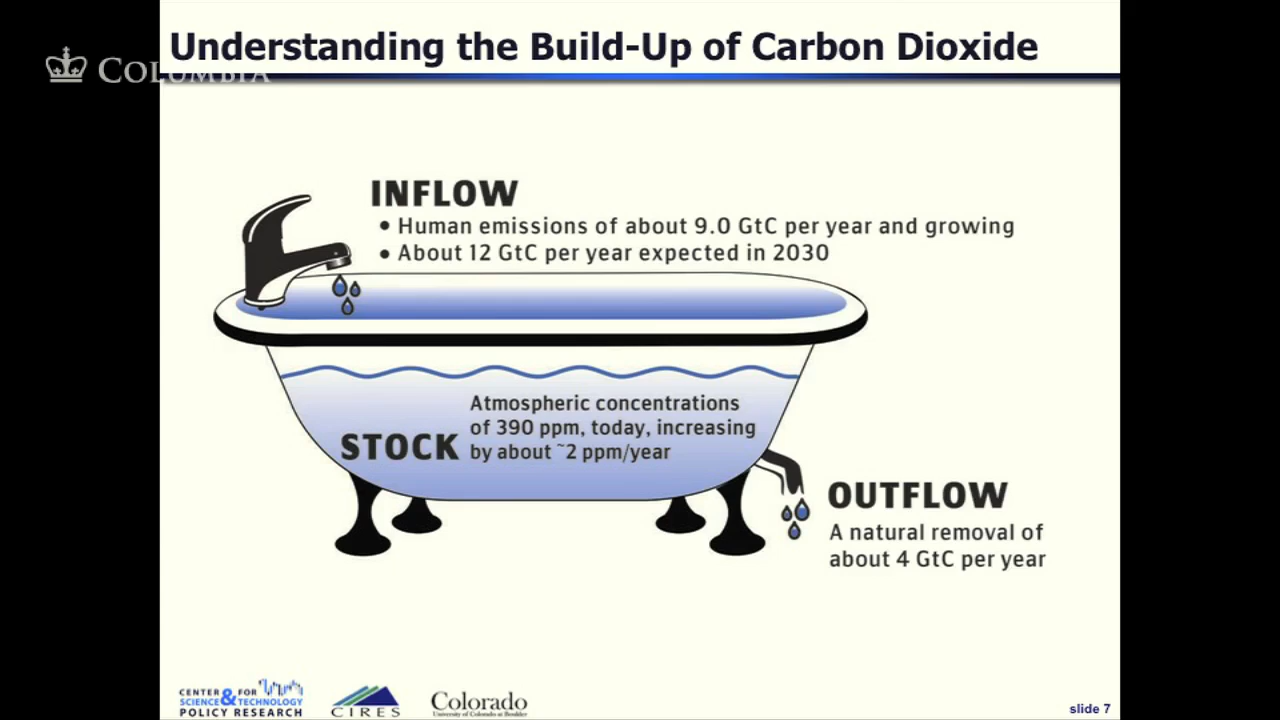 Understanding the Build-Up of Carbon Dioxide
COLUMBIA
INFLOW
• Human emissions of about 9.0 GtC per year and growing
• About 12 GtC per year expected in 2030
Atmospheric concentrations
of 390 ppm, today, increasing
STOCK by about ~2 ppm/year
OUTFLOW
A natural removal of
about 4 GtC per year
CENTER FOR
SCIENCE & TECHNOLOGY
POLICY RESEARCH
CIRES
Colorado
University of Colorado at Boulder
slide 7